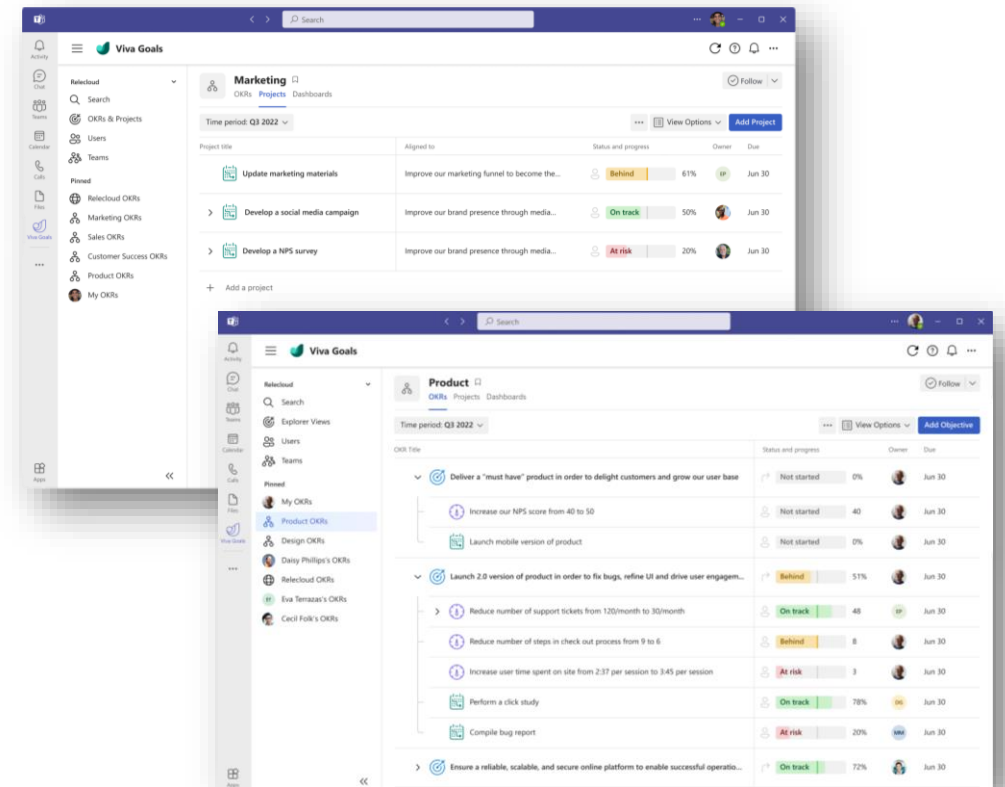 Search
Activity
Chat
Teams
Calendar
Calls
Files
Viva Goals
Apps
Viva Goals
Relecloud
Search
OKRs & Projects
Users
Teams
Pinned
Relecloud OKRs
Marketing OKRs
Sales OKRs
Customer Success OKRs
Product OKRs
My OKRs
Marketing
OKRs Projects Dashboards
Follow
Time period: Q3 2022
View Options
Add Project
Project title Aligned to Status and progress Owner Due
Update marketing materials Improve our marketing funnel to become the... Behind 61% EP Jun 30
Develop a social media campaign Improve our brand presence through media... On track 50% Jun 30
Develop a NPS survey Improve our brand presence through media... At risk 20% Jun 30
Add a project
Search
Activity
Chat
Teams
Calendar
Calls
Files
Viva Goals
Apps
Viva Goals
Relecloud
Search
Explorer Views
Users
Teams
Pinned
My OKRs
Product OKRs
Design OKRs
Daisy Phillips's OKRs
Relecloud OKRs
Eva Terrazas's OKRs
Cecil Folk's OKRs
Product
OKRs Projects Dashboards
Follow
Time period: Q3 2022
View Options
Add Objective
OKR Title Status and progress Owner Due
Deliver a "must have" product in order to delight customers and grow our user base Not started 0% Jun 30
Increase our NPS score from 40 to 50 Not started 40 Jun 30
Launch mobile version of product Not started 0% Jun 30
Launch 2.0 version of product in order to fix bugs, refine UI and drive user engagem... Behind 51% Jun 30
Reduce number of support tickets from 120/month to 30/month On track 48 EP Jun 30
Reduce number of steps in check out process from 9 to 6 Behind 8 Jun 30
Increase user time spent on site from 2:37 per session to 3:45 per session At risk 3 Jun 30
Perform a click study On track 78% DG Jun 30
Compile bug report At risk 20% MM Jun 30
Ensure a reliable, scalable, and secure online platform to enable successful operatio... On track 72% Jun 30